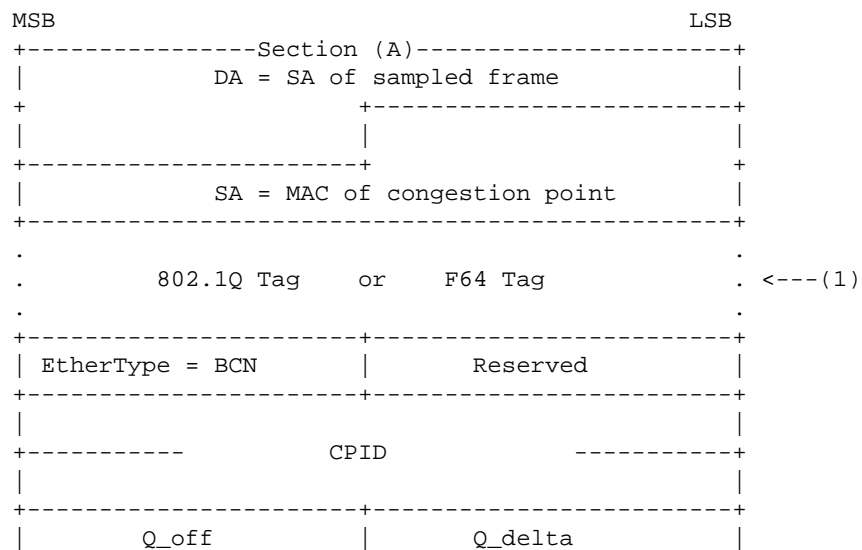 MSB LSB
+----------------Section (A)----------------------+
| DA = SA of sampled frame |
+ +-------------------------+
| | |
+-----------------------+ +
| SA = MAC of congestion point |
+-------------------------------------------------+
. .
. 802.1Q Tag or F64 Tag . <---(1)
. .
+-----------------------+-------------------------+
| EtherType = BCN | Reserved |
+-----------------------+-------------------------+
| |
+----------- CPID -----------+
| |
+-----------------------+-------------------------+
| Q_off | Q_delta |